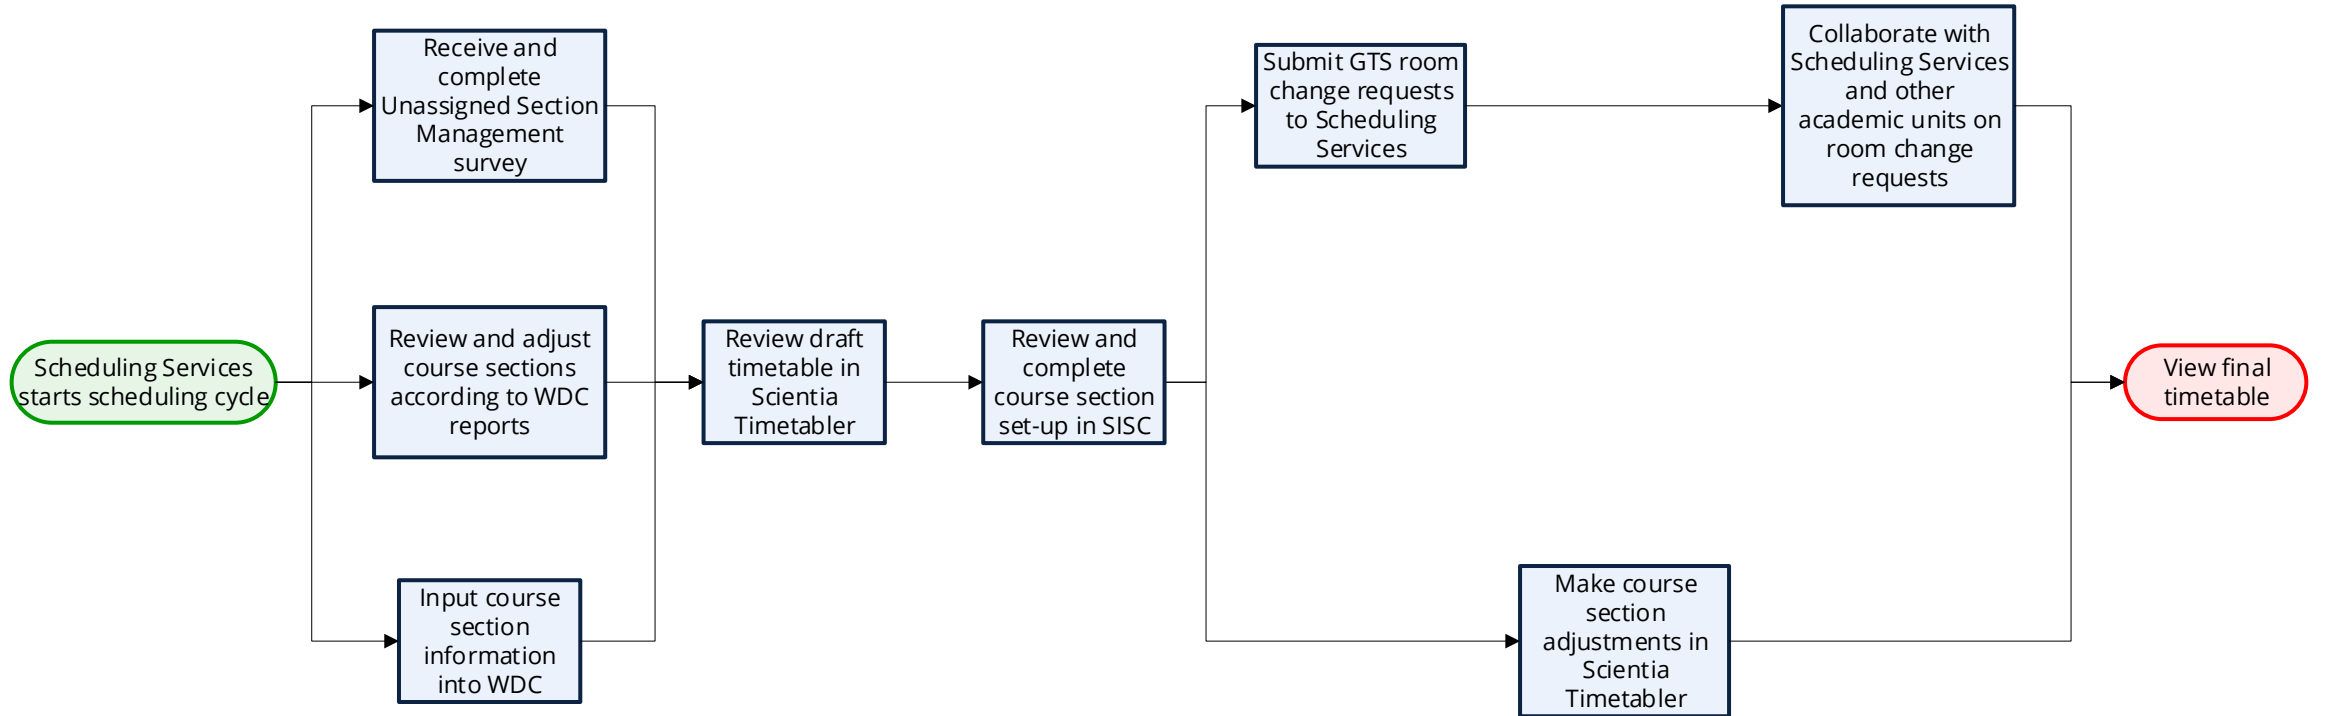 Scheduling Services
starts scheduling cycle
Receive and
complete
Unassigned Section
Management
survey
Review and adjust
course sections
according to WDC
reports
Input course
section
information
into WDC
Review draft
timetable in
Scientia
Timetabler
Review and
complete
course section
set-up in SISC
Submit GTS room
change requests
to Scheduling
Services
Collaborate with
Scheduling Services
and other
academic units on
room change
requests
Make course
section
adjustments in
Scientia
Timetabler
View final
timetable